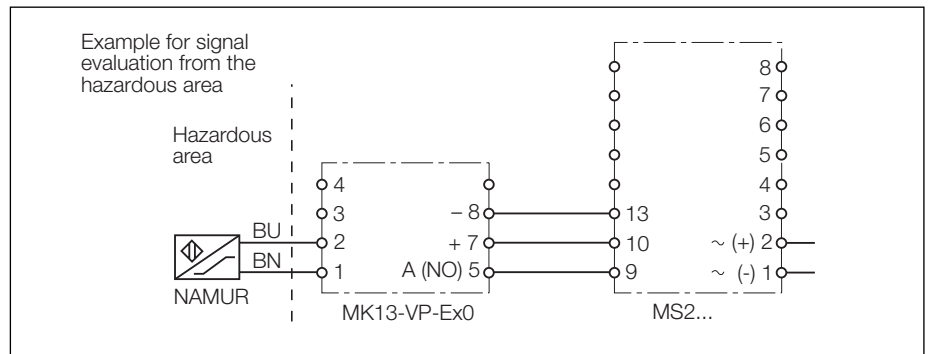 Example for signal
evaluation from the
hazardous area
Hazardous
area
BU
BN
NAMUR
4
3
2
1
– 8
+ 7
A (NO) 5
MK13-VP-Ex0
13
10
9
8
7
6
5
4
3
~ (+) 2
~ (-) 1
MS2...